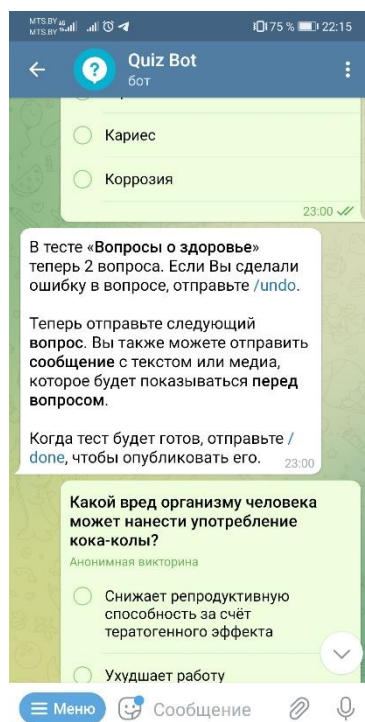 MTS.BY 4G
MTS.BY
75 % 22:15
Quiz Bot
бот
Кариес
Коррозия
23:00
В тесте «Вопросы о здоровье»
теперь 2 вопроса. Если Вы сделали
ошибку в вопросе, отправьте /undo.
Теперь отправьте следующий
вопрос. Вы также можете отправить
сообщение с текстом или медиа,
которое будет показываться перед
вопросом.
Когда тест будет готов, отправьте /
done, чтобы опубликовать его.
23:00
Какой вред организму человека
может нанести употребление
кока-колы?
Анонимная викторина
Снижает репродуктивную
способность за счёт
тератогенного эффекта
Ухудшает работу
Меню
Сообщение